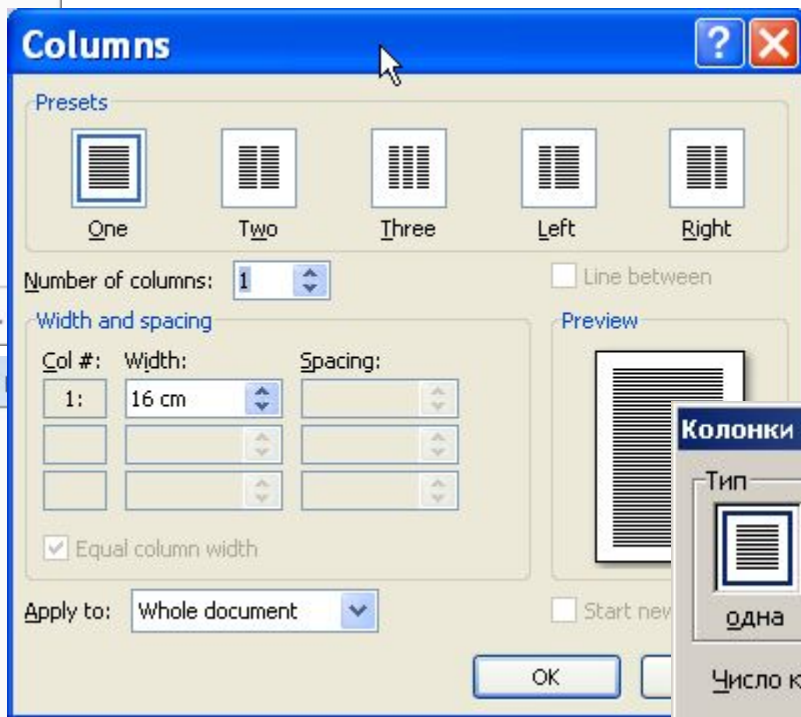 Columns
Presets
One Two Three Left Right
Number of columns: 1 Line between
Width and spacing Preview
Col #: Width: Spacing:
1: 16 cm
Equal column width
Apply to: Whole document Start new
OK
Колонки
Тип
одна
Число к